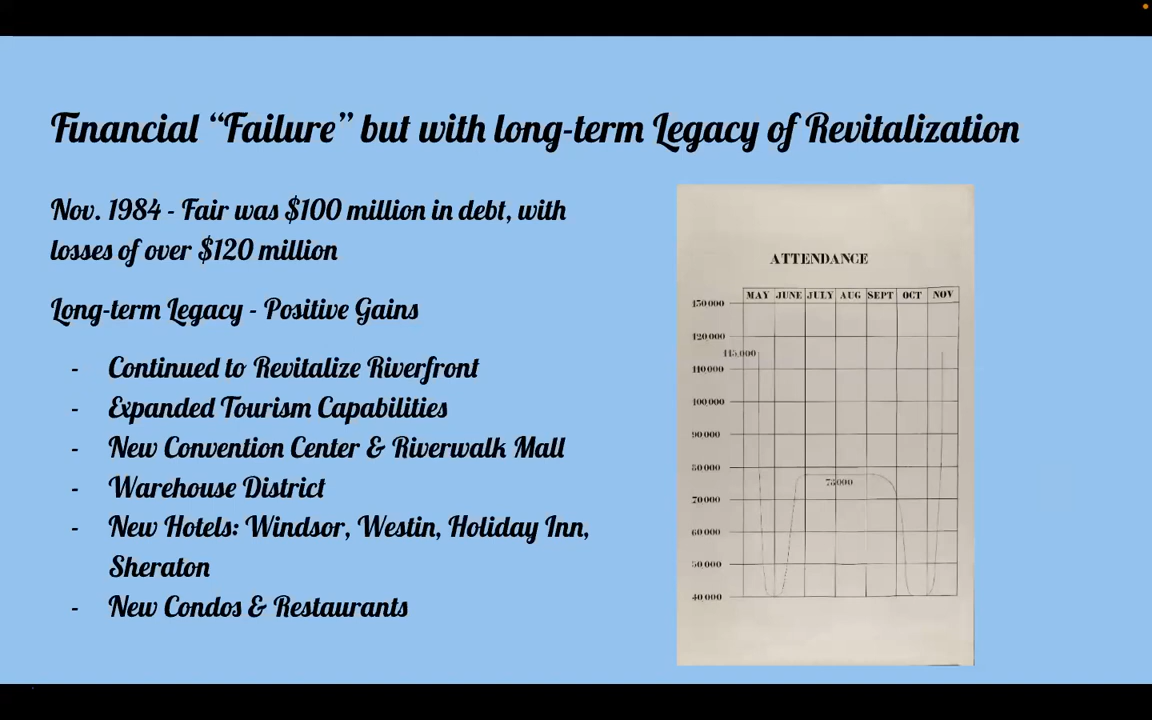 Financial “Failure” but with long-term Legacy of Revitalization
Nov. 1984 - Fair was $100 million in debt, with
losses of over $120 million
Long-term Legacy - Positive Gains
- Continued to Revitalize Riverfront
- Expanded Tourism Capabilities
- New Convention Center & Riverwalk Mall
- Warehouse District
- New Hotels: Windsor, Westin, Holiday Inn,
Sheraton
- New Condos & Restaurants
ATTENDANCE
MAY JUNE JULY AUG SEPT OCT NOV
130 000
120 000
115,000
110 000
100 000
90 000
80 000
75 000
70 000
60 000
50 000
40 000